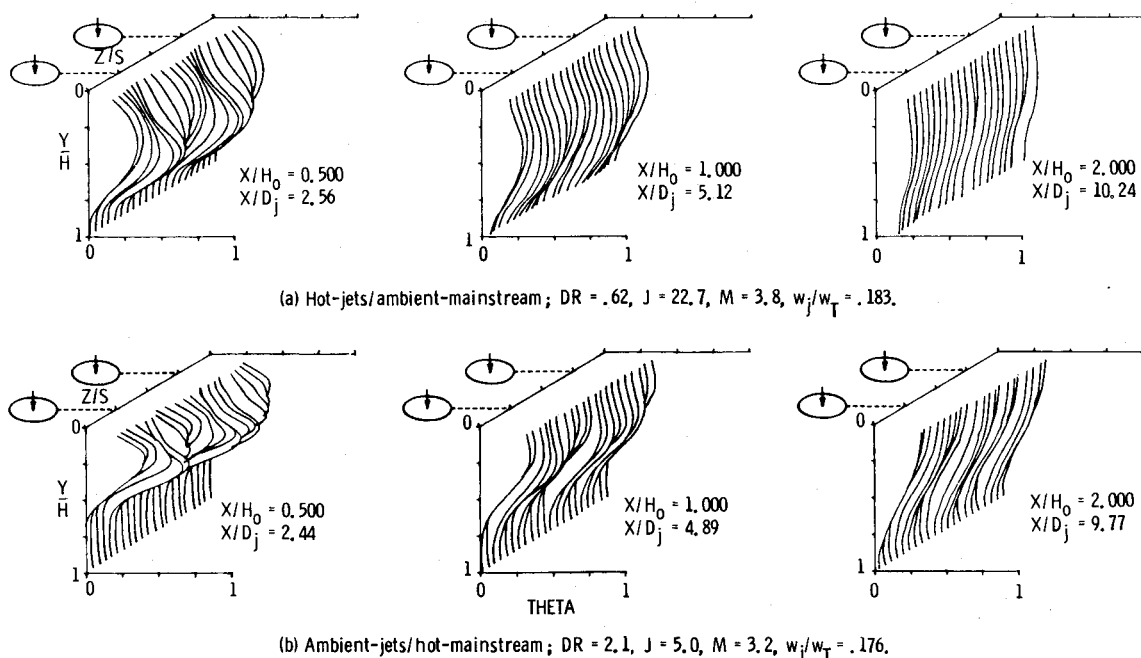 Z/S
0
Y
H
X/H₀ = 0.500
X/Dⱼ = 2.56
1
0
1
0
X/H₀ = 1.000
X/Dⱼ = 5.12
1
0
1
0
X/H₀ = 2.000
X/Dⱼ = 10.24
1
0
1
(a) Hot-jets/ambient-mainstream; DR = .62, J = 22.7, M = 3.8, wⱼ/w_T = .183.
Z/S
0
Y
H
X/H₀ = 0.500
X/Dⱼ = 2.44
1
0
1
0
X/H₀ = 1.000
X/Dⱼ = 4.89
1
0
1
THETA
0
X/H₀ = 2.000
X/Dⱼ = 9.77
1
0
1
(b) Ambient-jets/hot-mainstream; DR = 2.1, J = 5.0, M = 3.2, wⱼ/w_T = .176.